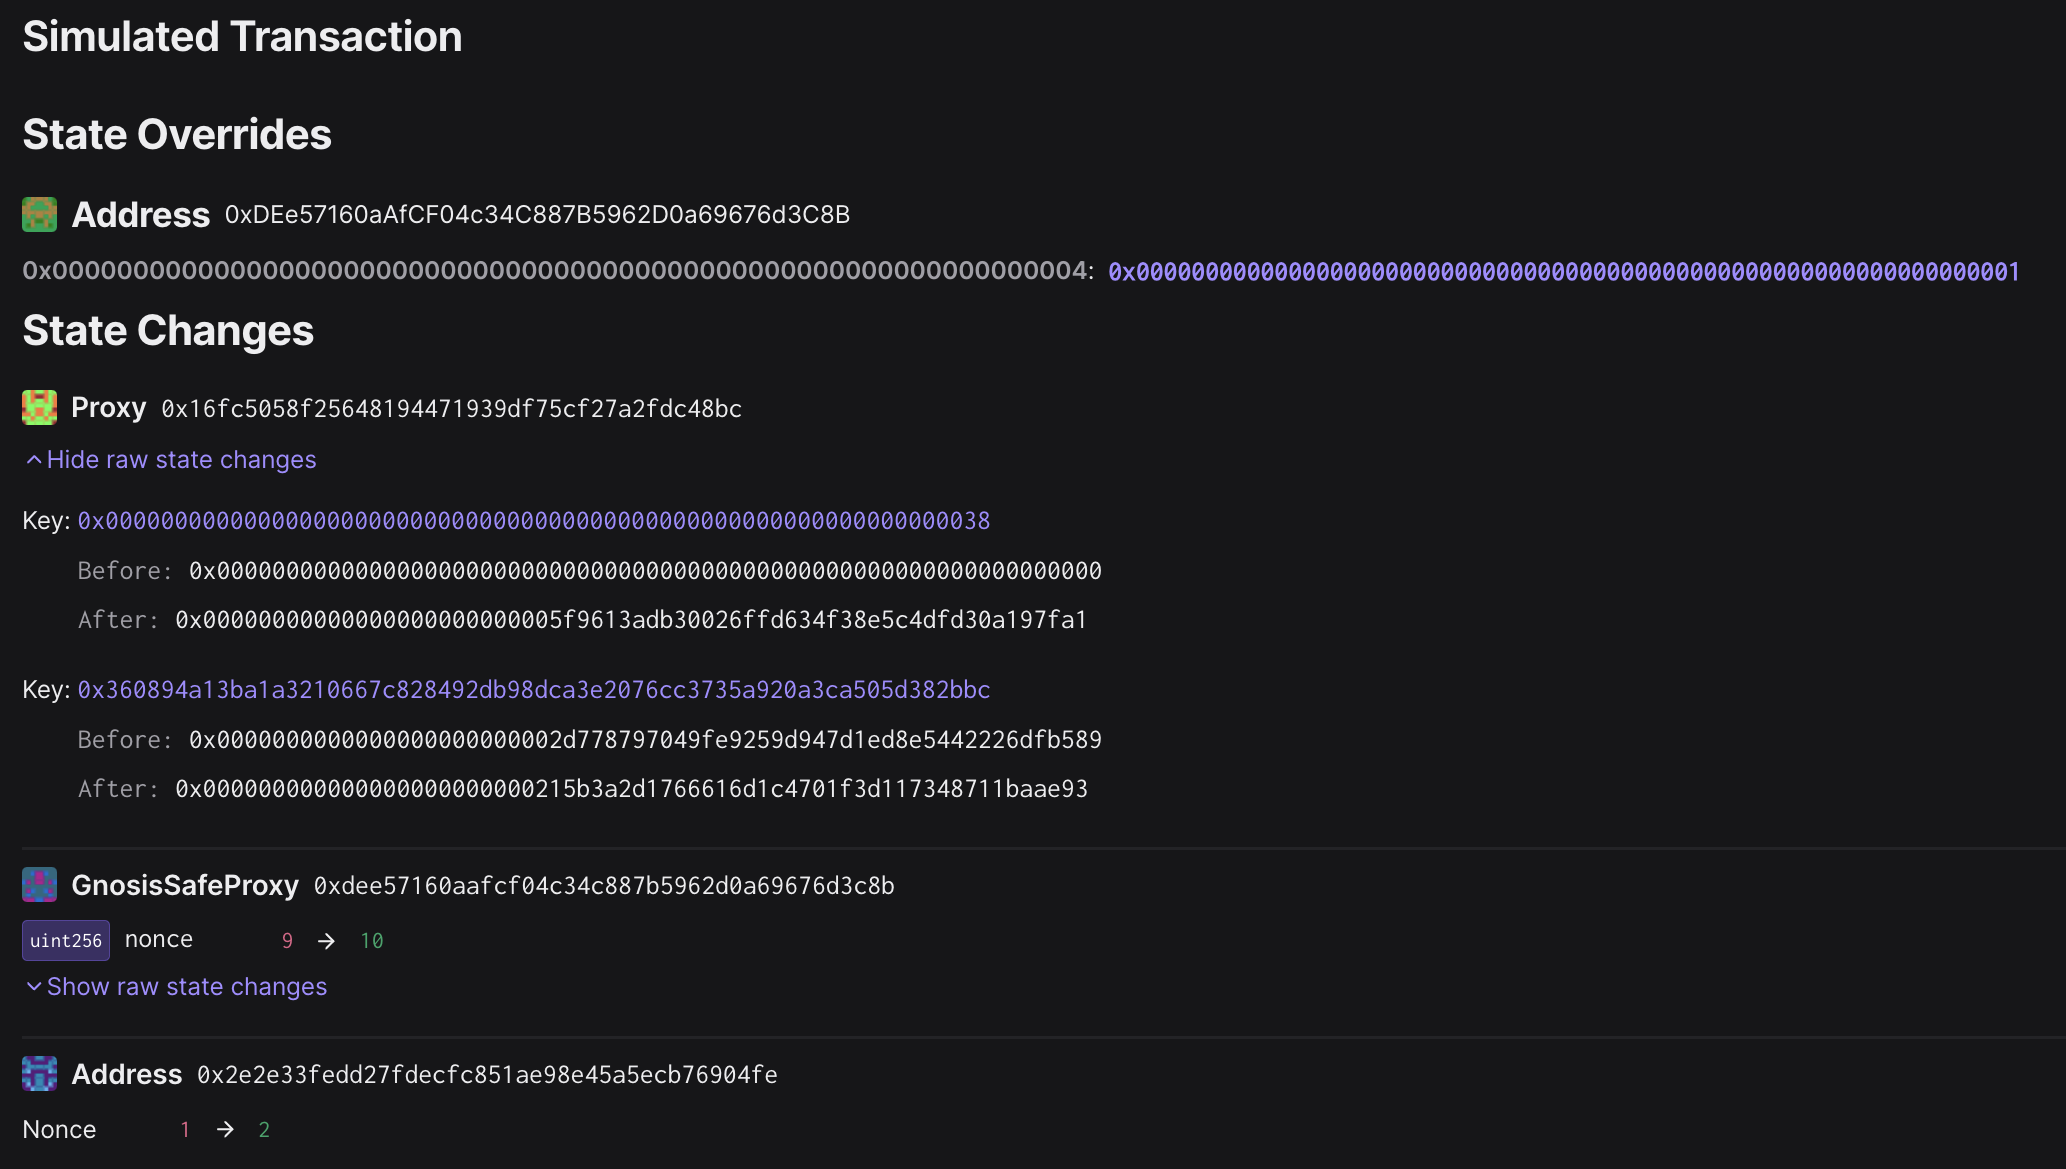 Simulated Transaction
State Overrides
Address 0xDEe57160aAfCF04c34C887B5962D0a69676d3C8B
0x0000000000000000000000000000000000000000000000000000000000000004: 0x0000000000000000000000000000000000000000000000000000000000000001
State Changes
Proxy 0x16fc5058f25648194471939df75cf27a2fdc48bc
Hide raw state changes
Key: 0x0000000000000000000000000000000000000000000000000000000000000038
Before: 0x0000000000000000000000000000000000000000000000000000000000000000
After: 0x0000000000000000000000005f9613adb30026ffd634f38e5c4dfd30a197fa1
Key: 0x360894a13ba1a3210667c828492db98dca3e2076cc3735a920a3ca505d382bbc
Before: 0x0000000000000000000000002d778797049fe9259d947d1ed8e5442226dfb589
After: 0x000000000000000000000000215b3a2d1766616d1c4701f3d117348711baae93
GnosisSafeProxy 0xdee57160aafcf04c34c887b5962d0a69676d3c8b
uint256 nonce 9 → 10
Show raw state changes
Address 0x2e2e33fedd27fdecfc851ae98e45a5ecb76904fe
Nonce 1 → 2